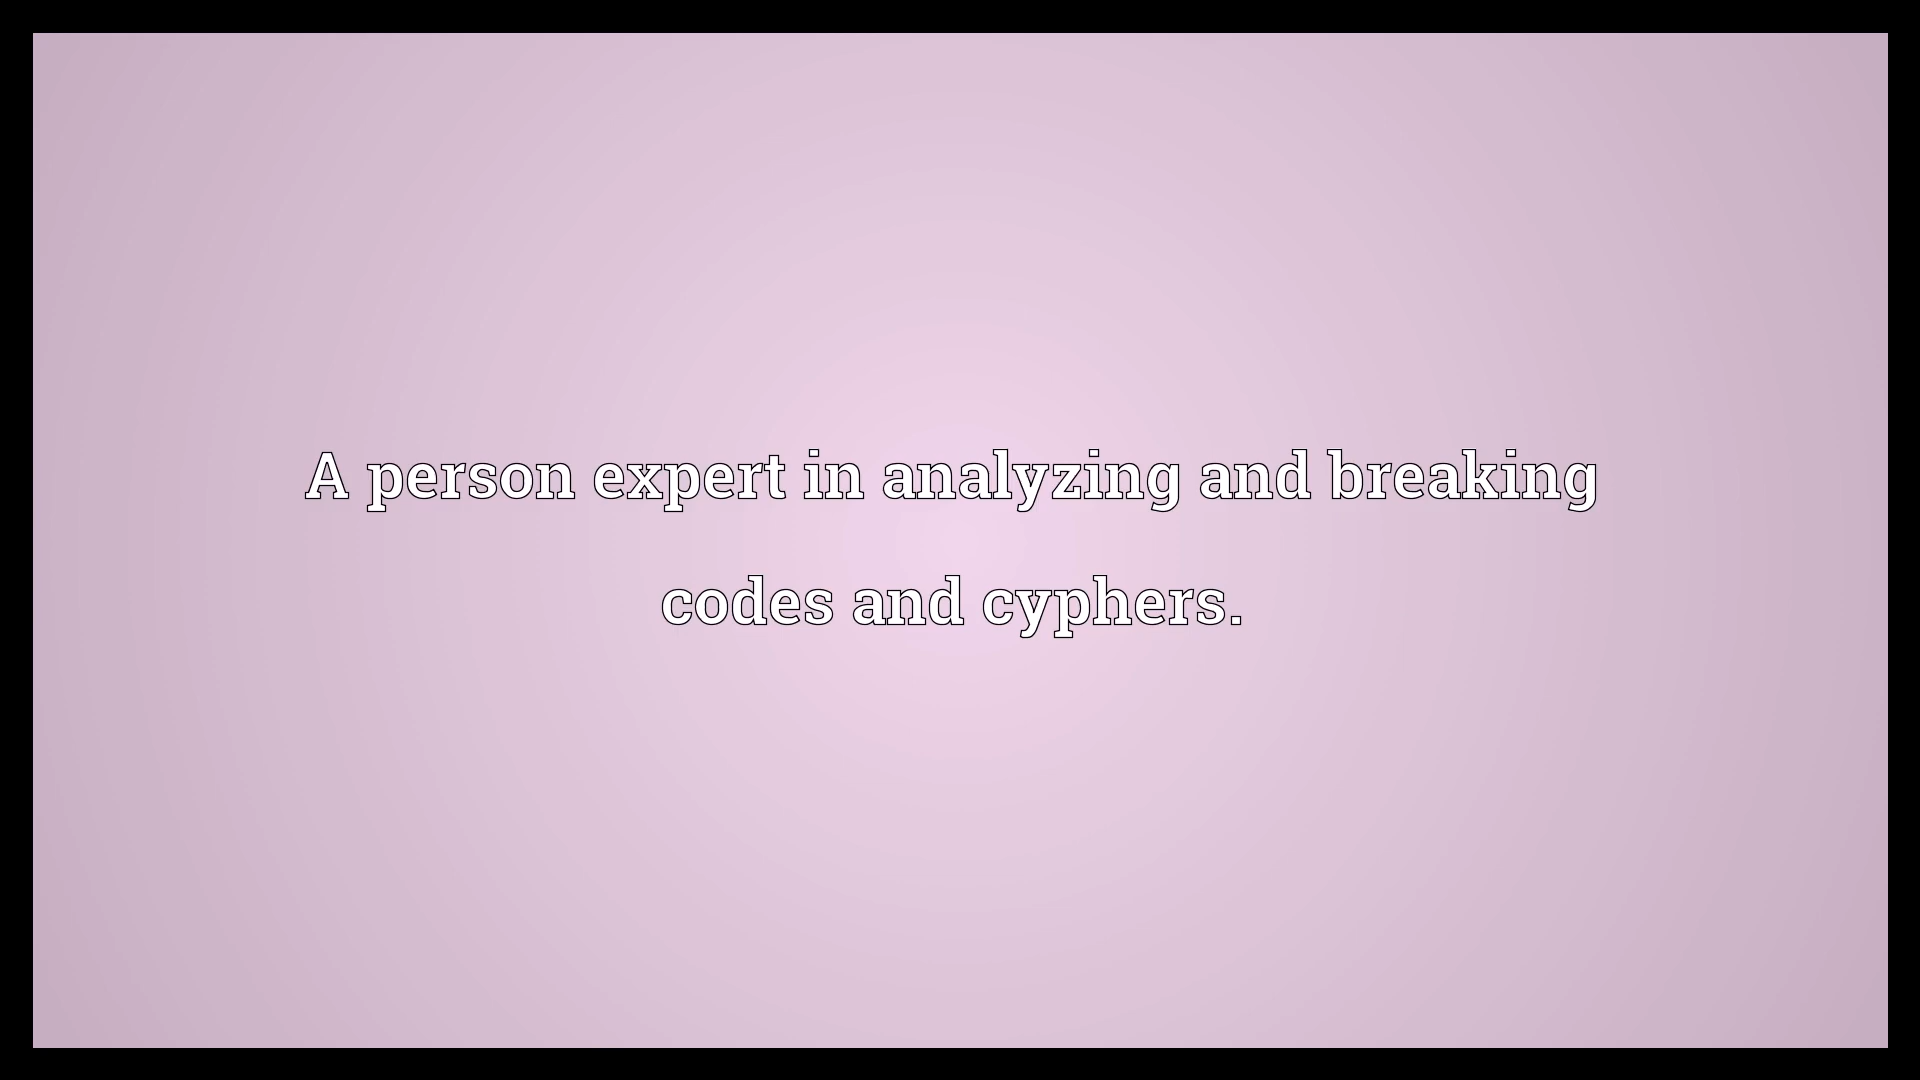 A person expert in analyzing and breaking
codes and cyphers.